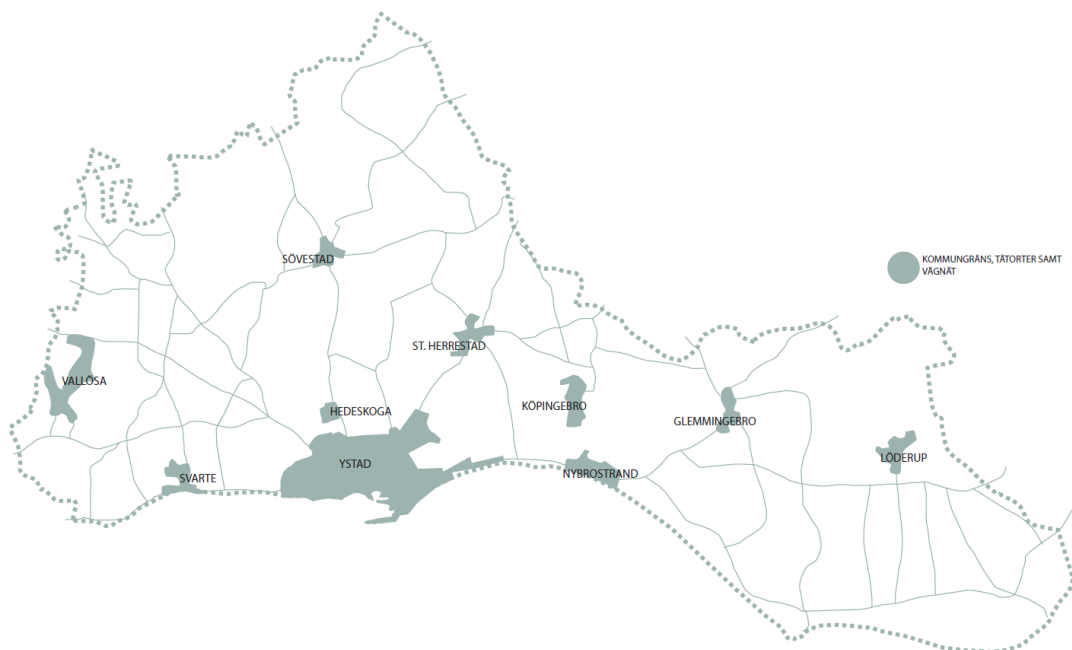 SÖVESTAD
KOMMUNGRÄNS, TÄTORTER SAMT
VÄGNÄT
ST. HERRESTAD
VALLÖSA
HEDESKOGA
KÖPINGEBRO
GLEMMINGEBRO
LÖDERUP
YSTAD
NYBROSTRAND
SVARTE